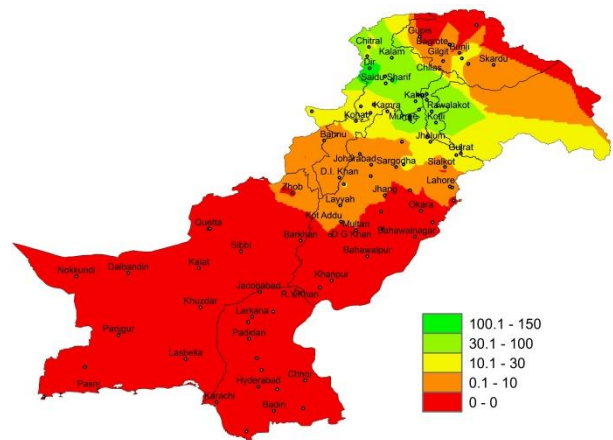 Gupis
Bagrote
Chitral
Gilgit
Bunji
Kalam
Skardu
Chilas
Dir
Saidu Sharif
Kakul
Kamra
Rawalakot
Kohat
Murree
Kotli
Jhelum
Bannu
Gujrat
Joharabad
Sargodha
Sialkot
D.I. Khan
Lahore
Zhob
Jhang
Layyah
Okara
Kot Addu
Quetta
Multan
Barkhan
D G Khan
Bahawalnagar
Sibbi
Bahawalpur
Nokkundi
Dalbandin
Kalat
Khanpur
Jacobabad
R.Y.Khan
Khuzdar
Larkana
Panjgur
Padidan
Lasbella
Pasni
Hyderabad
Chhor
Karachi
Badin
100.1 - 150
30.1 - 100
10.1 - 30
0.1 - 10
0 - 0